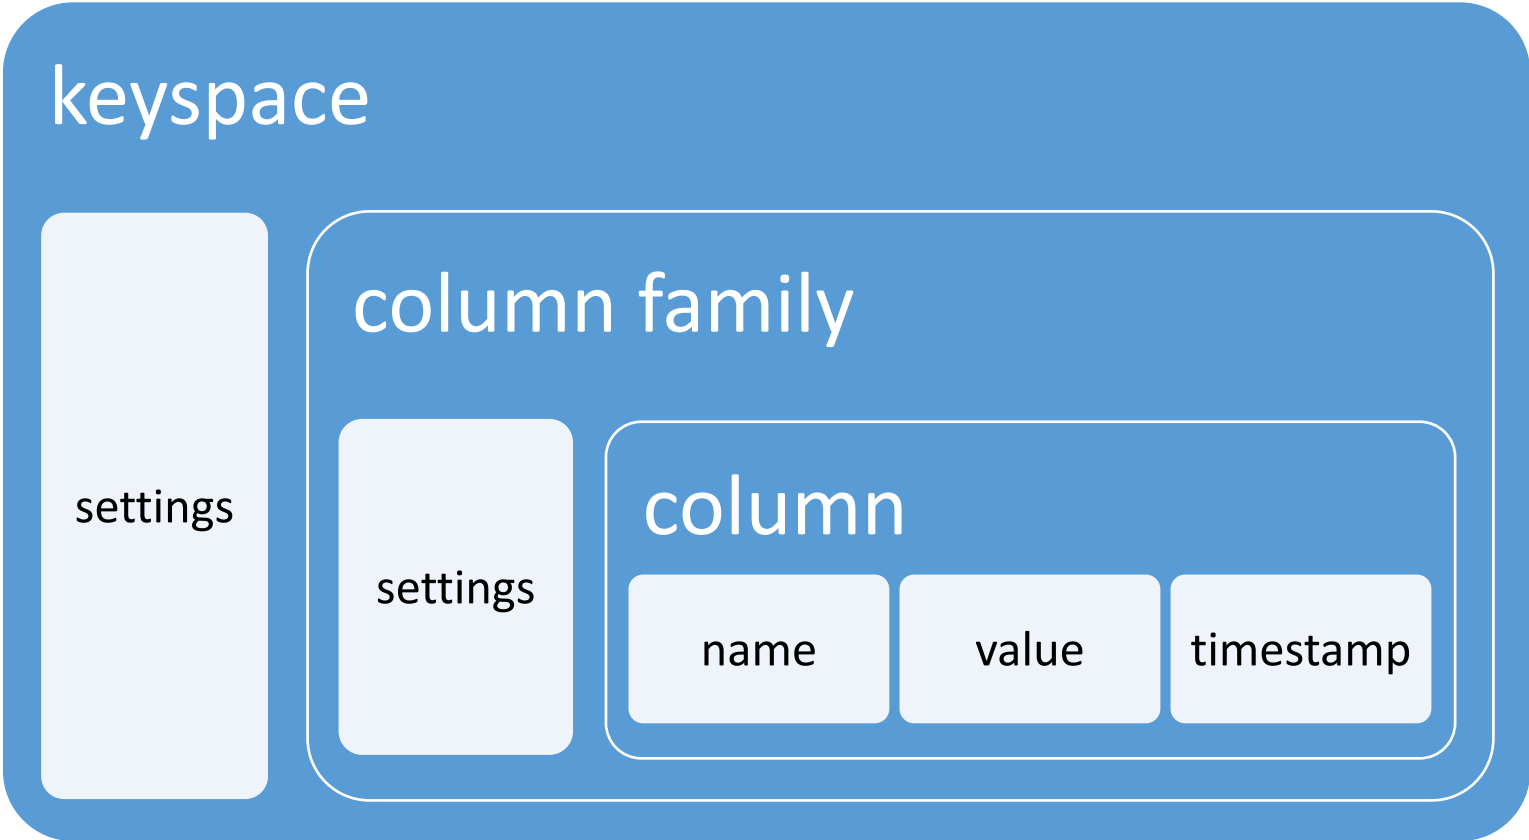 keyspace
settings
column family
settings
column
name
value
timestamp